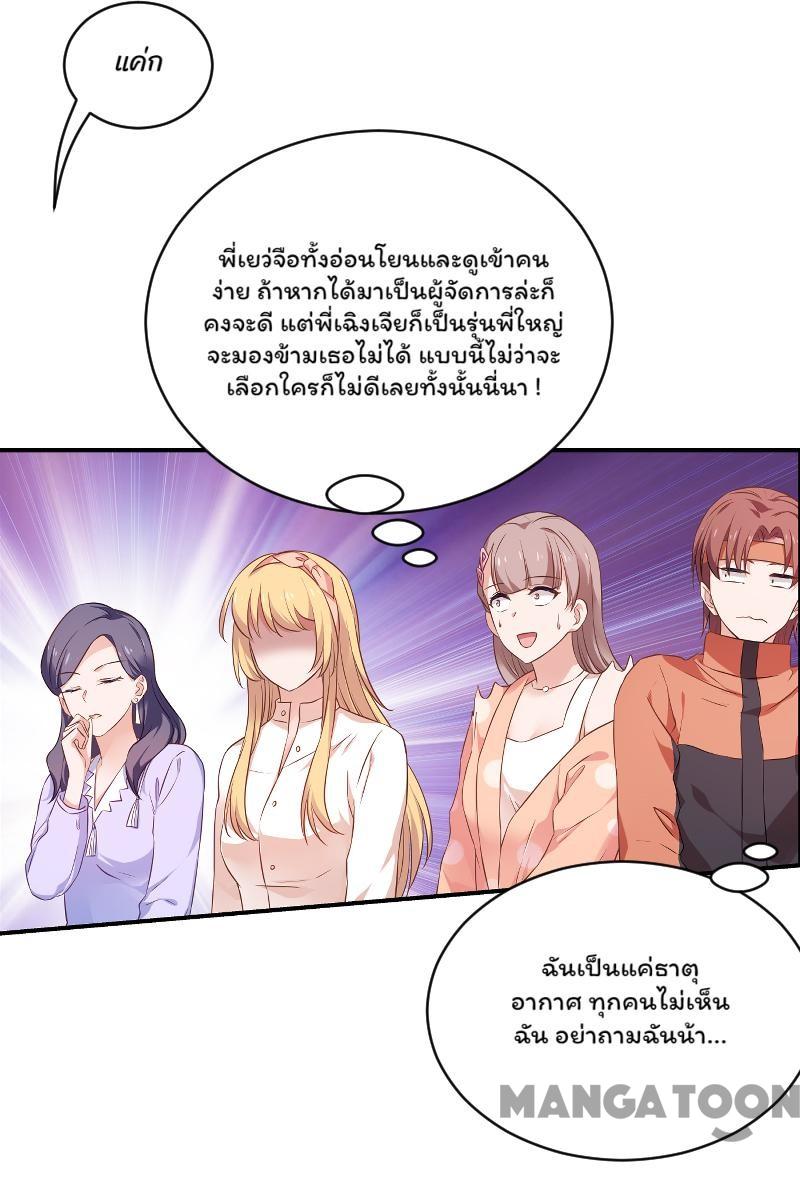 แค่ก
พี่เยว่จือทั้งอ่อนโยนและดูเข้าคน
ง่าย ถ้าหากได้มาเป็นผู้จัดการล่ะก็
คงจะดี แต่พี่เฉิงเจียก็เป็นรุ่นพี่ใหญ่
จะมองข้ามเธอไม่ได้ แบบนี้ไม่ว่าจะ
เลือกใครก็ไม่ดีเลยทั้งนั้นนี่นา !
ฉันเป็นแค่ธาตุ
อากาศ ทุกคนไม่เห็น
ฉัน อย่าถามฉันน้า...
MANGATOON